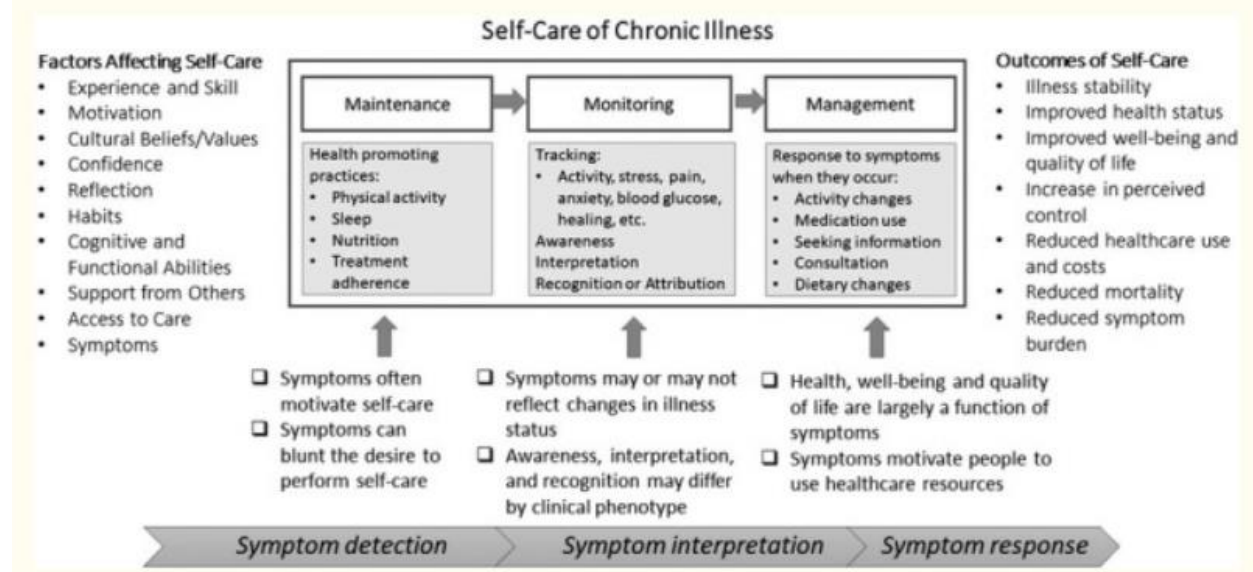 Self-Care of Chronic Illness
Factors Affecting Self-Care
• Experience and Skill
• Motivation
• Cultural Beliefs/Values
• Confidence
• Reflection
• Habits
• Cognitive and
Functional Abilities
• Support from Others
• Access to Care
• Symptoms
Maintenance
Health promoting
practices:
• Physical activity
• Sleep
• Nutrition
• Treatment
adherence
Monitoring
Tracking:
• Activity, stress, pain,
anxiety, blood glucose,
healing, etc.
Awareness
Interpretation
Recognition or Attribution
Management
Response to symptoms
when they occur:
• Activity changes
• Medication use
• Seeking information
• Consultation
• Dietary changes
Outcomes of Self-Care
• Illness stability
• Improved health status
• Improved well-being and
quality of life
• Increase in perceived
control
• Reduced healthcare use
and costs
• Reduced mortality
• Reduced symptom
burden
❑ Symptoms often
motivate self-care
❑ Symptoms can
blunt the desire to
perform self-care
❑ Symptoms may or may not
reflect changes in illness
status
❑ Awareness, interpretation,
and recognition may differ
by clinical phenotype
❑ Health, well-being and quality
of life are largely a function of
symptoms
❑ Symptoms motivate people to
use healthcare resources
Symptom detection
Symptom interpretation
Symptom response